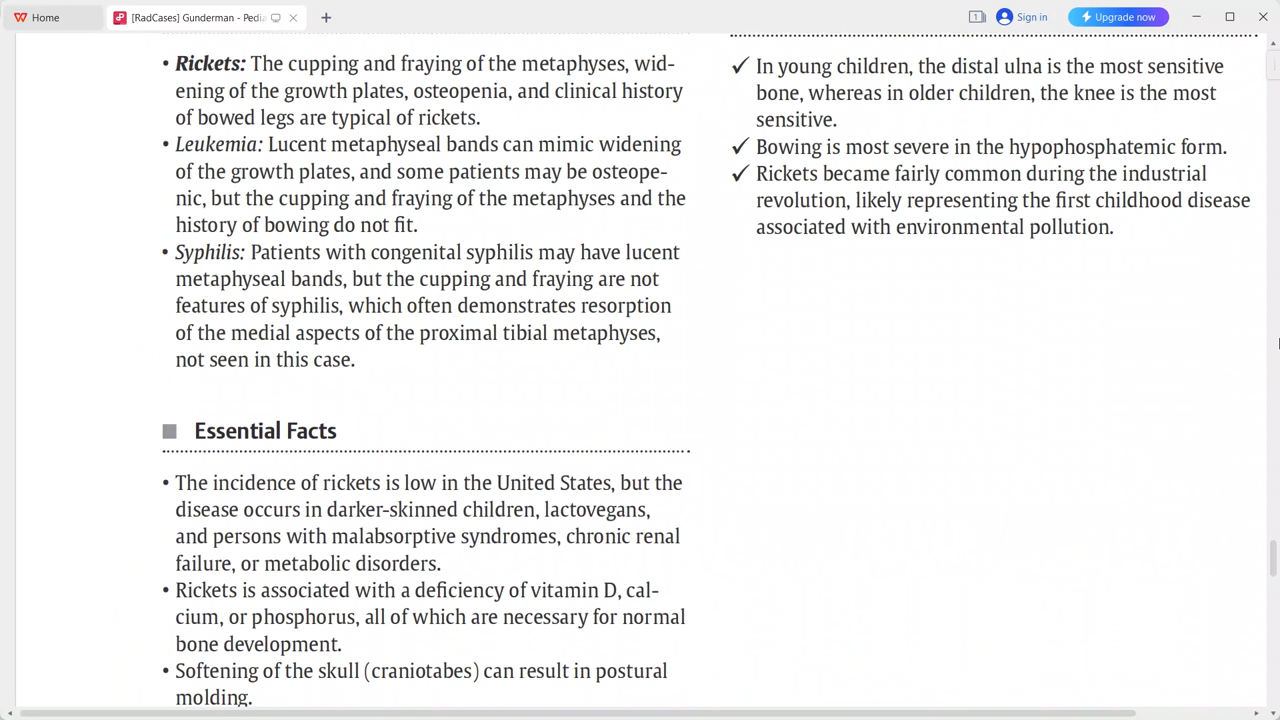 Home
[RadCases] Gunderman - Pedia
1
Sign in
Upgrade now
• Rickets: The cupping and fraying of the metaphyses, wid-
ening of the growth plates, osteopenia, and clinical history
of bowed legs are typical of rickets.
• Leukemia: Lucent metaphyseal bands can mimic widening
of the growth plates, and some patients may be osteope-
nic, but the cupping and fraying of the metaphyses and the
history of bowing do not fit.
• Syphilis: Patients with congenital syphilis may have lucent
metaphyseal bands, but the cupping and fraying are not
features of syphilis, which often demonstrates resorption
of the medial aspects of the proximal tibial metaphyses,
not seen in this case.
■ Essential Facts
• The incidence of rickets is low in the United States, but the
disease occurs in darker-skinned children, lactovegans,
and persons with malabsorptive syndromes, chronic renal
failure, or metabolic disorders.
• Rickets is associated with a deficiency of vitamin D, cal-
cium, or phosphorus, all of which are necessary for normal
bone development.
• Softening of the skull (craniotabes) can result in postural
molding.
✓ In young children, the distal ulna is the most sensitive
bone, whereas in older children, the knee is the most
sensitive.
✓ Bowing is most severe in the hypophosphatemic form.
✓ Rickets became fairly common during the industrial
revolution, likely representing the first childhood disease
associated with environmental pollution.